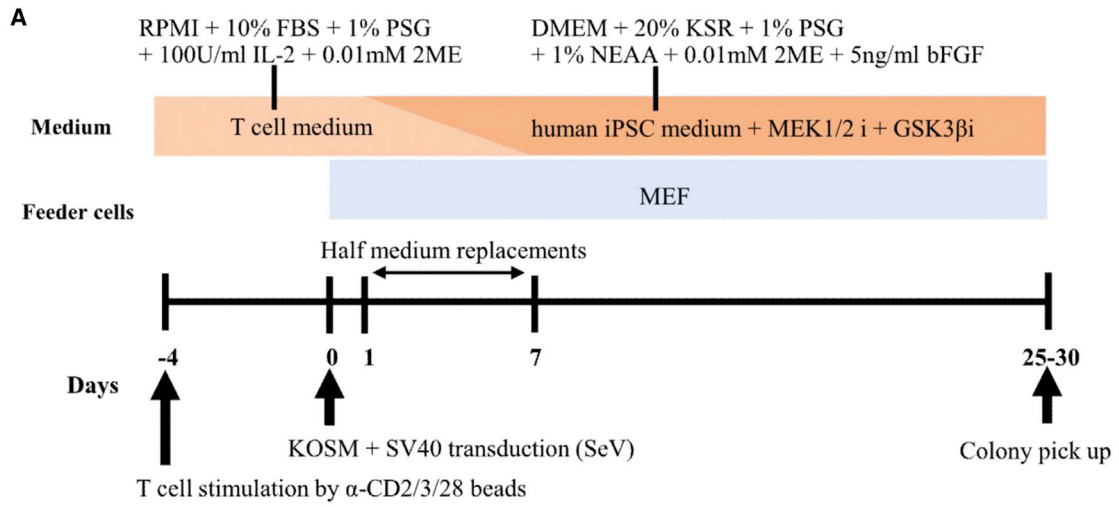 A
RPMI + 10% FBS + 1% PSG
+ 100U/ml IL-2 + 0.01mM 2ME
DMEM + 20% KSR + 1% PSG
+ 1% NEAA + 0.01mM 2ME + 5ng/ml bFGF
Medium
T cell medium
human iPSC medium + MEK1/2 i + GSK3βi
Feeder cells
MEF
Half medium replacements
-4
0
1
7
25-30
Days
KOSM + SV40 transduction (SeV)
Colony pick up
T cell stimulation by α-CD2/3/28 beads